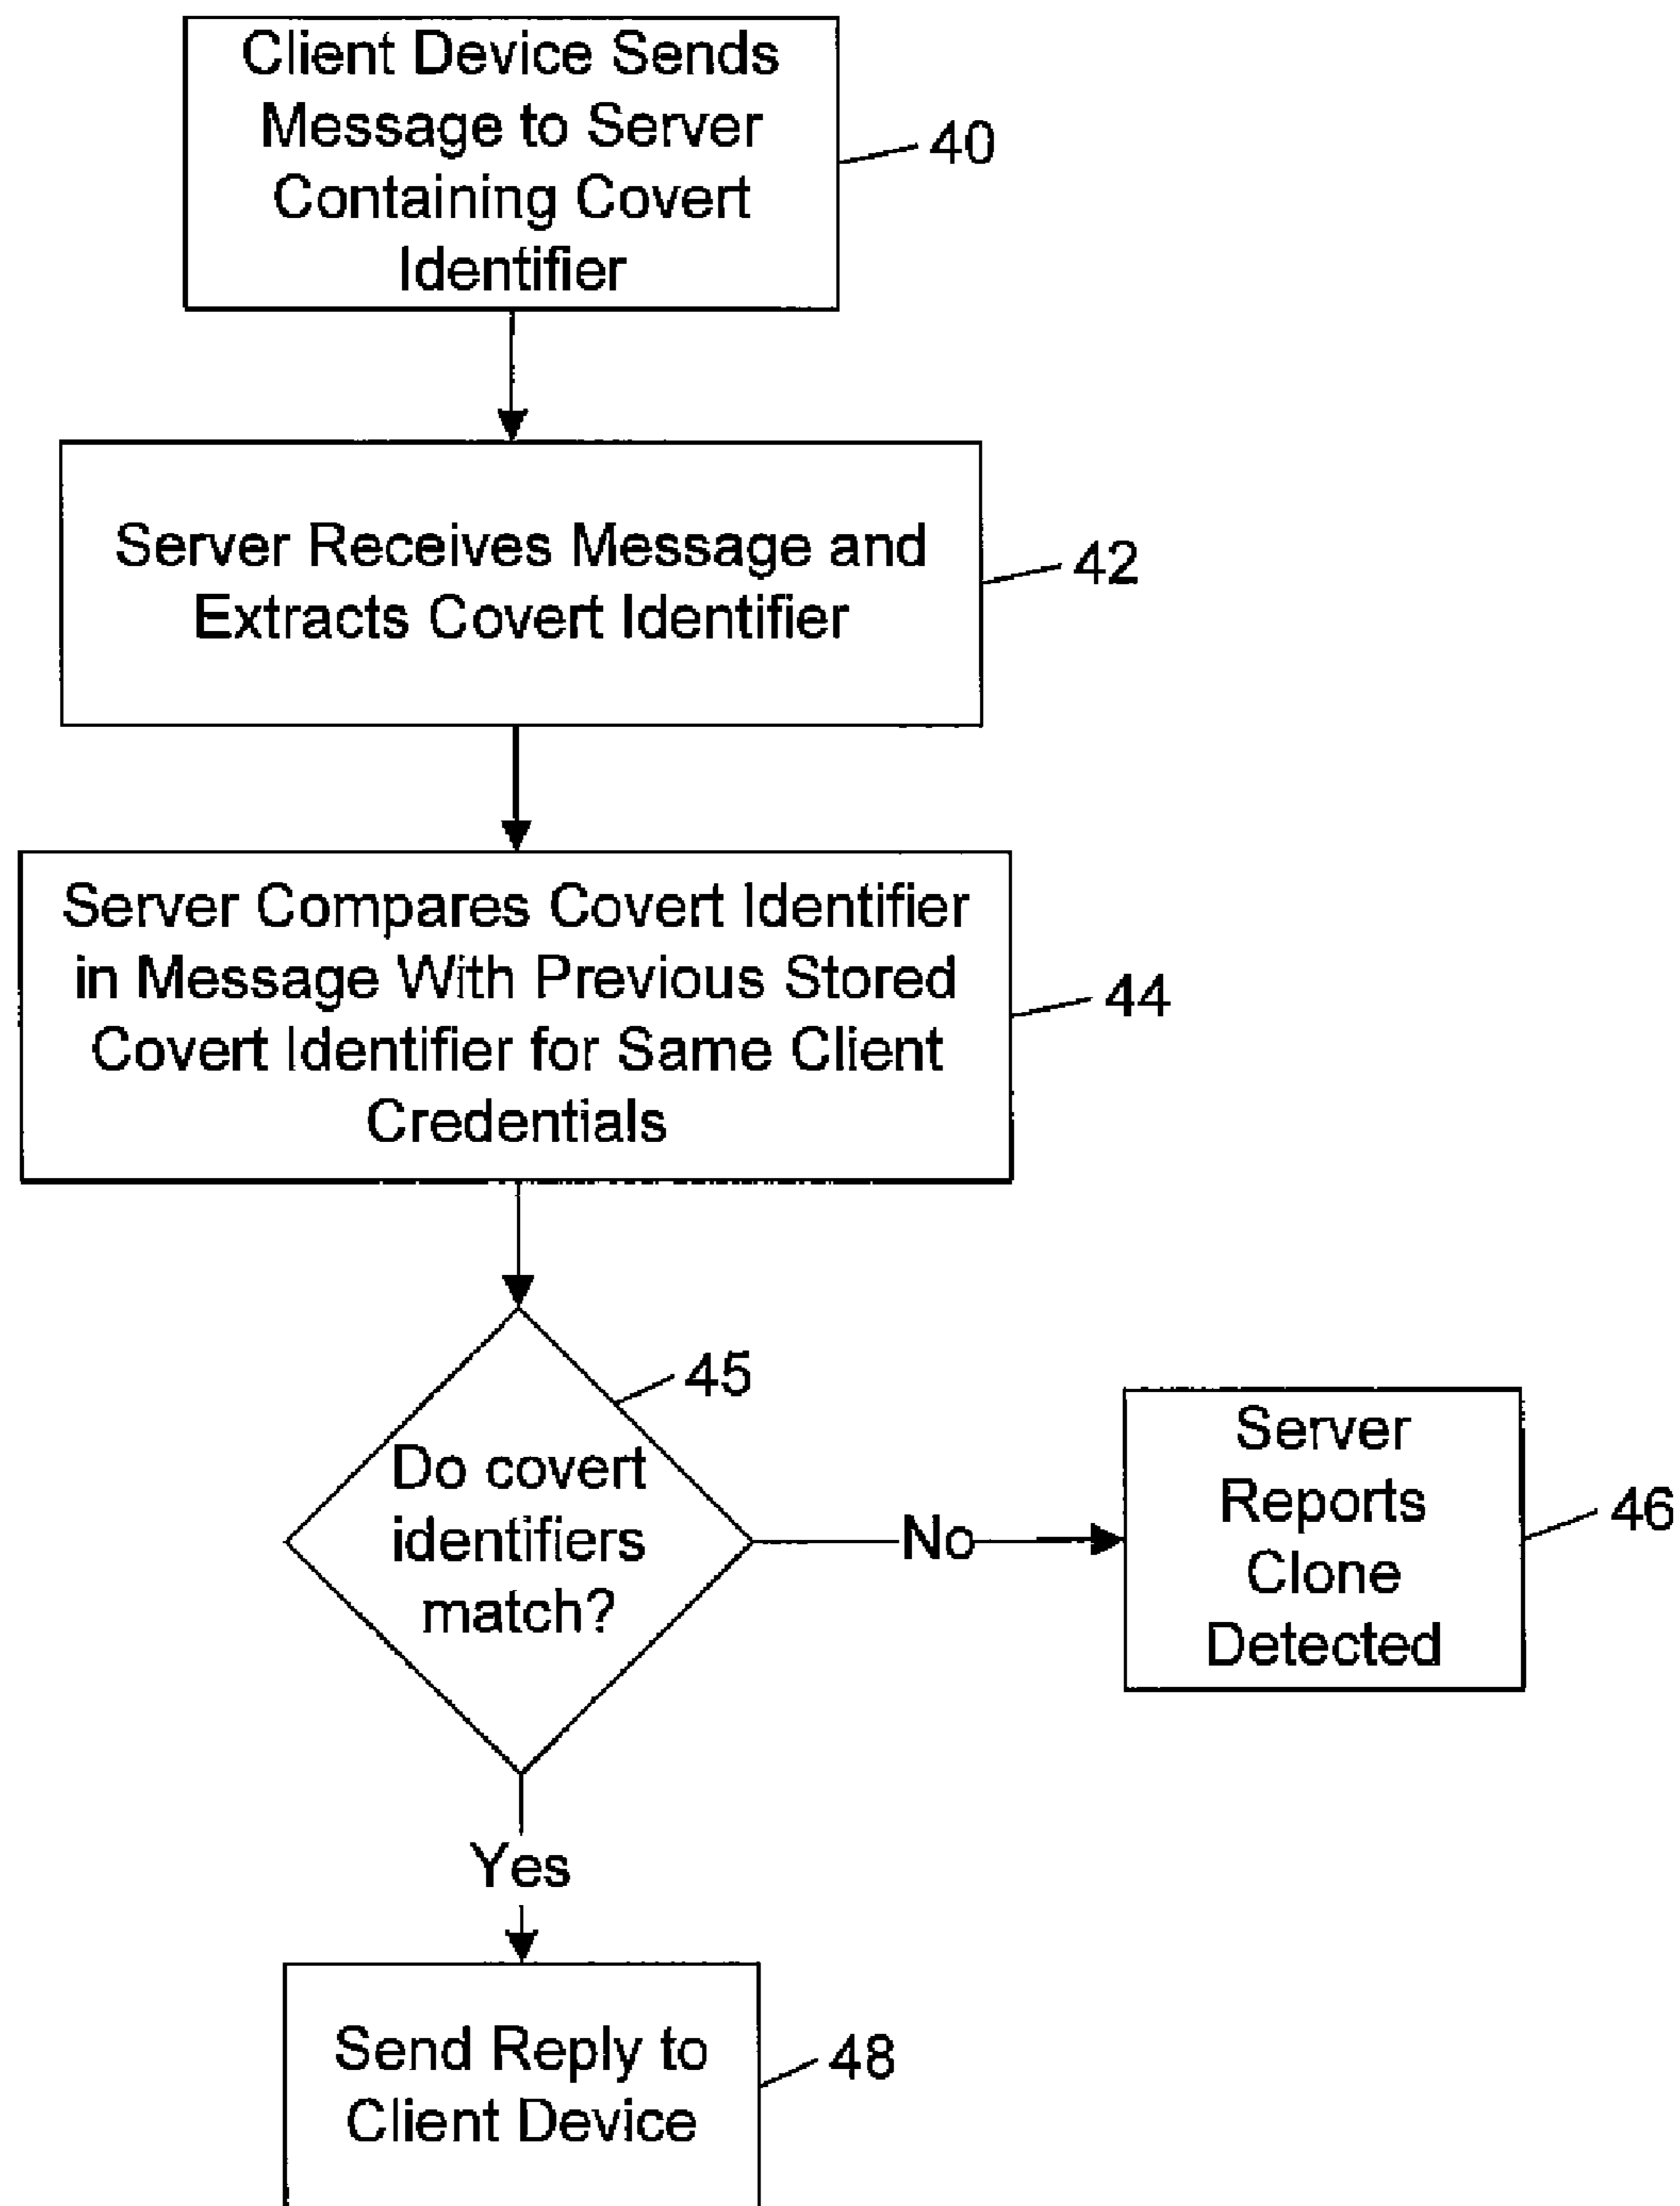 Client Device Sends
Message to Server
Containing Covert
Identifier
40
Server Receives Message and
Extracts Covert Identifier
42
Server Compares Covert Identifier
in Message With Previous Stored
Covert Identifier for Same Client
Credentials
44
45
Do covert
identifiers
match?
No
Server
Reports
Clone
Detected
46
Yes
Send Reply to
Client Device
48